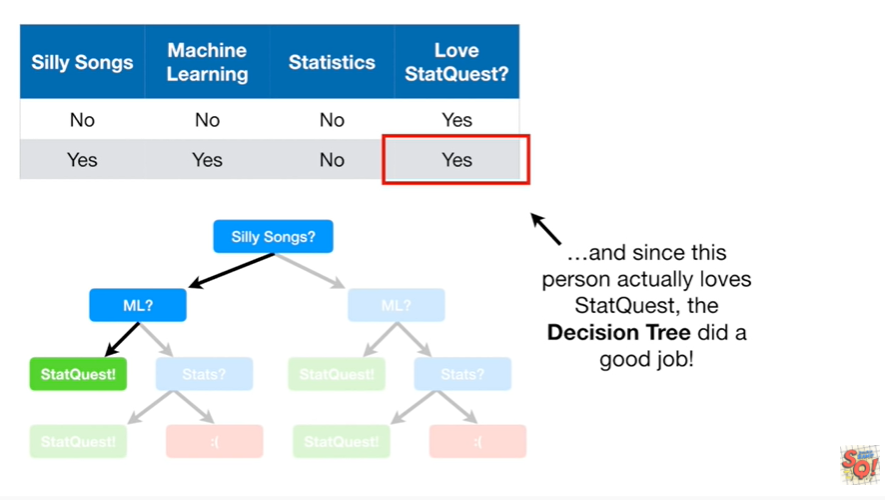 Silly Songs
Machine
Learning
Statistics
Love
StatQuest?
No No No Yes
Yes Yes No Yes
Silly Songs?
ML? ML?
StatQuest! Stats? StatQuest! Stats?
StatQuest! :( StatQuest! :(
…and since this
person actually loves
StatQuest, the
Decision Tree did a
good job!
SQ!